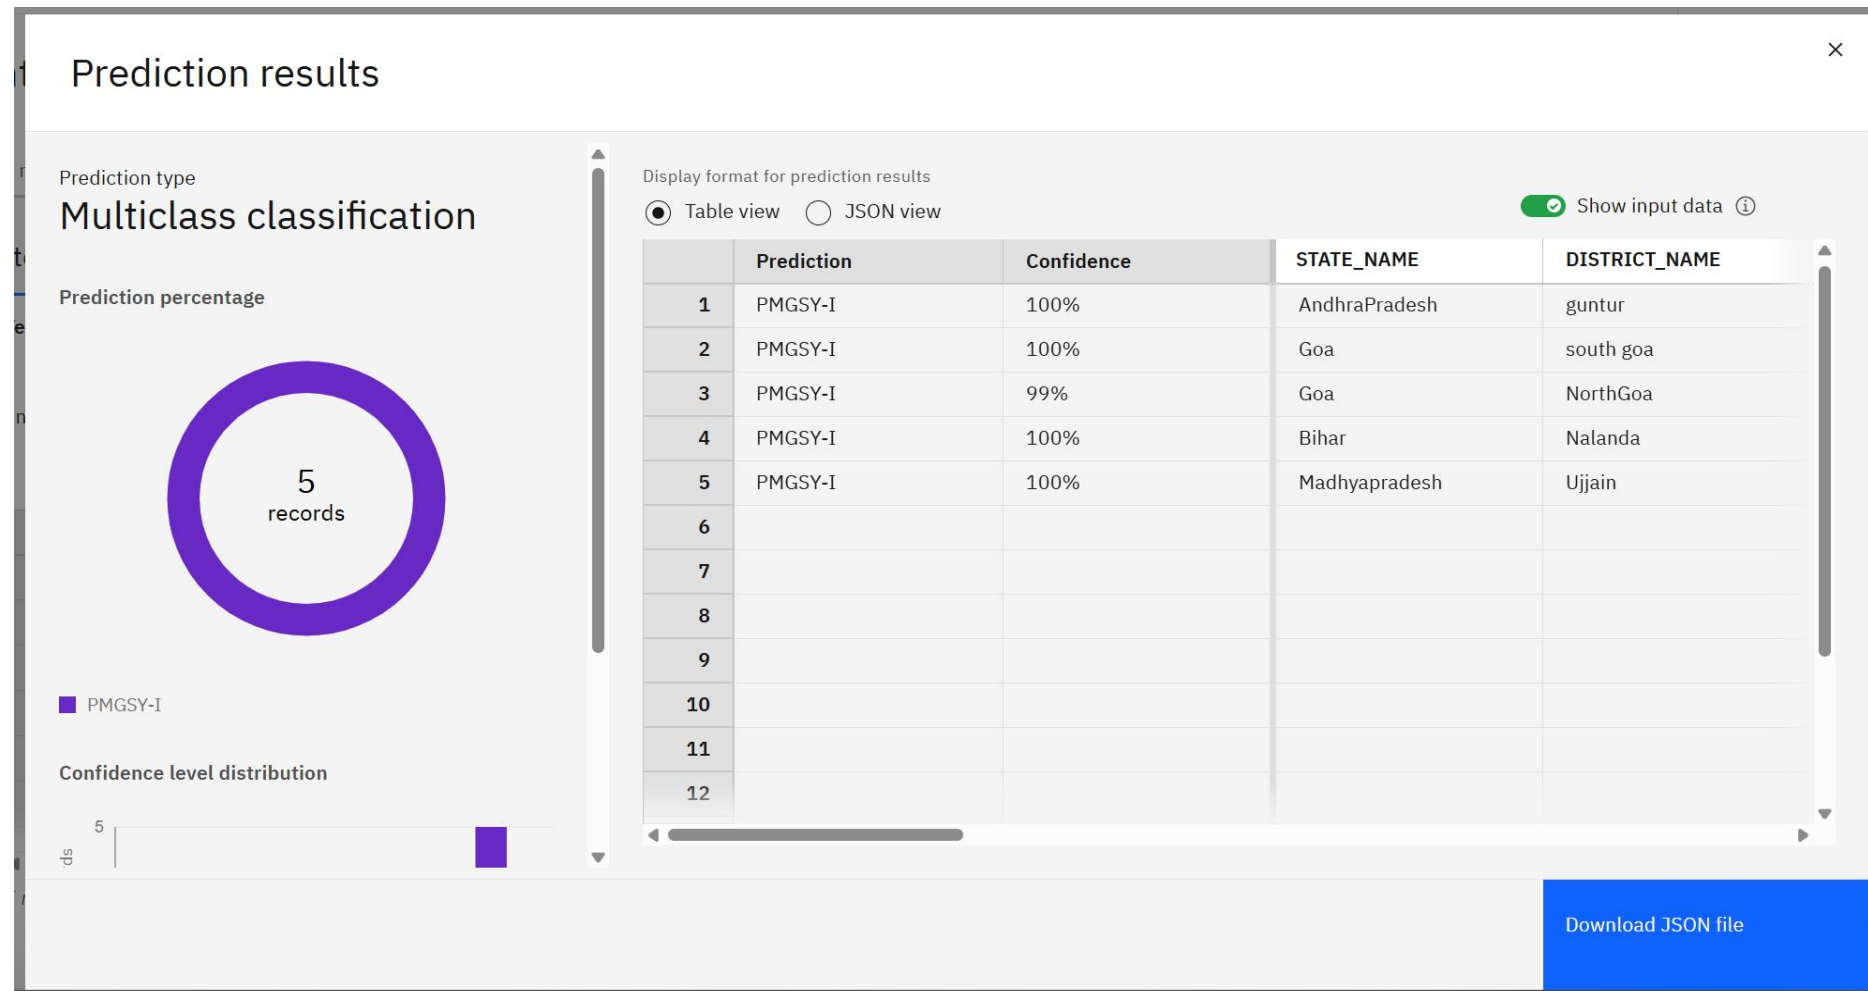 Prediction results
Prediction type
Multiclass classification
Prediction percentage
5
records
PMGSY-I
Confidence level distribution
5
Display format for prediction results
Table view JSON view
Show input data
Prediction Confidence STATE_NAME DISTRICT_NAME
1 PMGSY-I 100% AndhraPradesh guntur
2 PMGSY-I 100% Goa south goa
3 PMGSY-I 99% Goa NorthGoa
4 PMGSY-I 100% Bihar Nalanda
5 PMGSY-I 100% Madhyapradesh Ujjain
6
7
8
9
10
11
12
Download JSON file